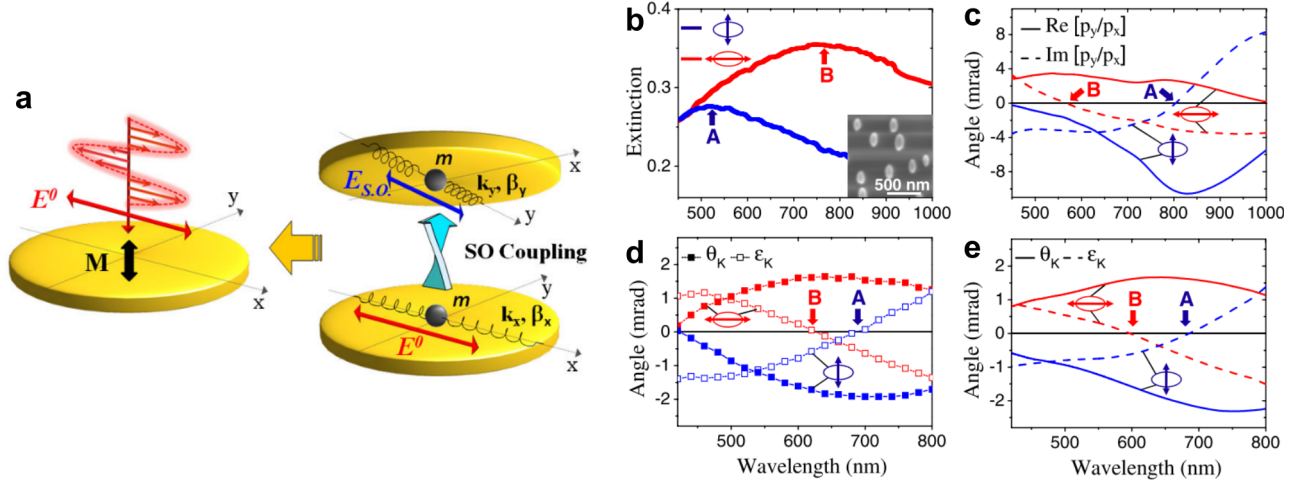 a
E⁰
M
y
x
m
x
E_S.O.
k_y, β_y
y
SO Coupling
m
y
k_x, β_x
E⁰
x
b
0.4
0.3
0.2
Extinction
B
A
500 nm
500 600 700 800 900 1000
c
8
4
0
-4
-8
Angle (mrad)
Re [p_y/p_x]
Im [p_y/p_x]
B
A
500 600 700 800 900 1000
d
2
1
0
-1
-2
Angle (mrad)
θ_K ε_K
B
A
500 600 700 800
Wavelength (nm)
e
2
1
0
-1
-2
Angle (mrad)
θ_K ε_K
B
A
500 600 700 800
Wavelength (nm)